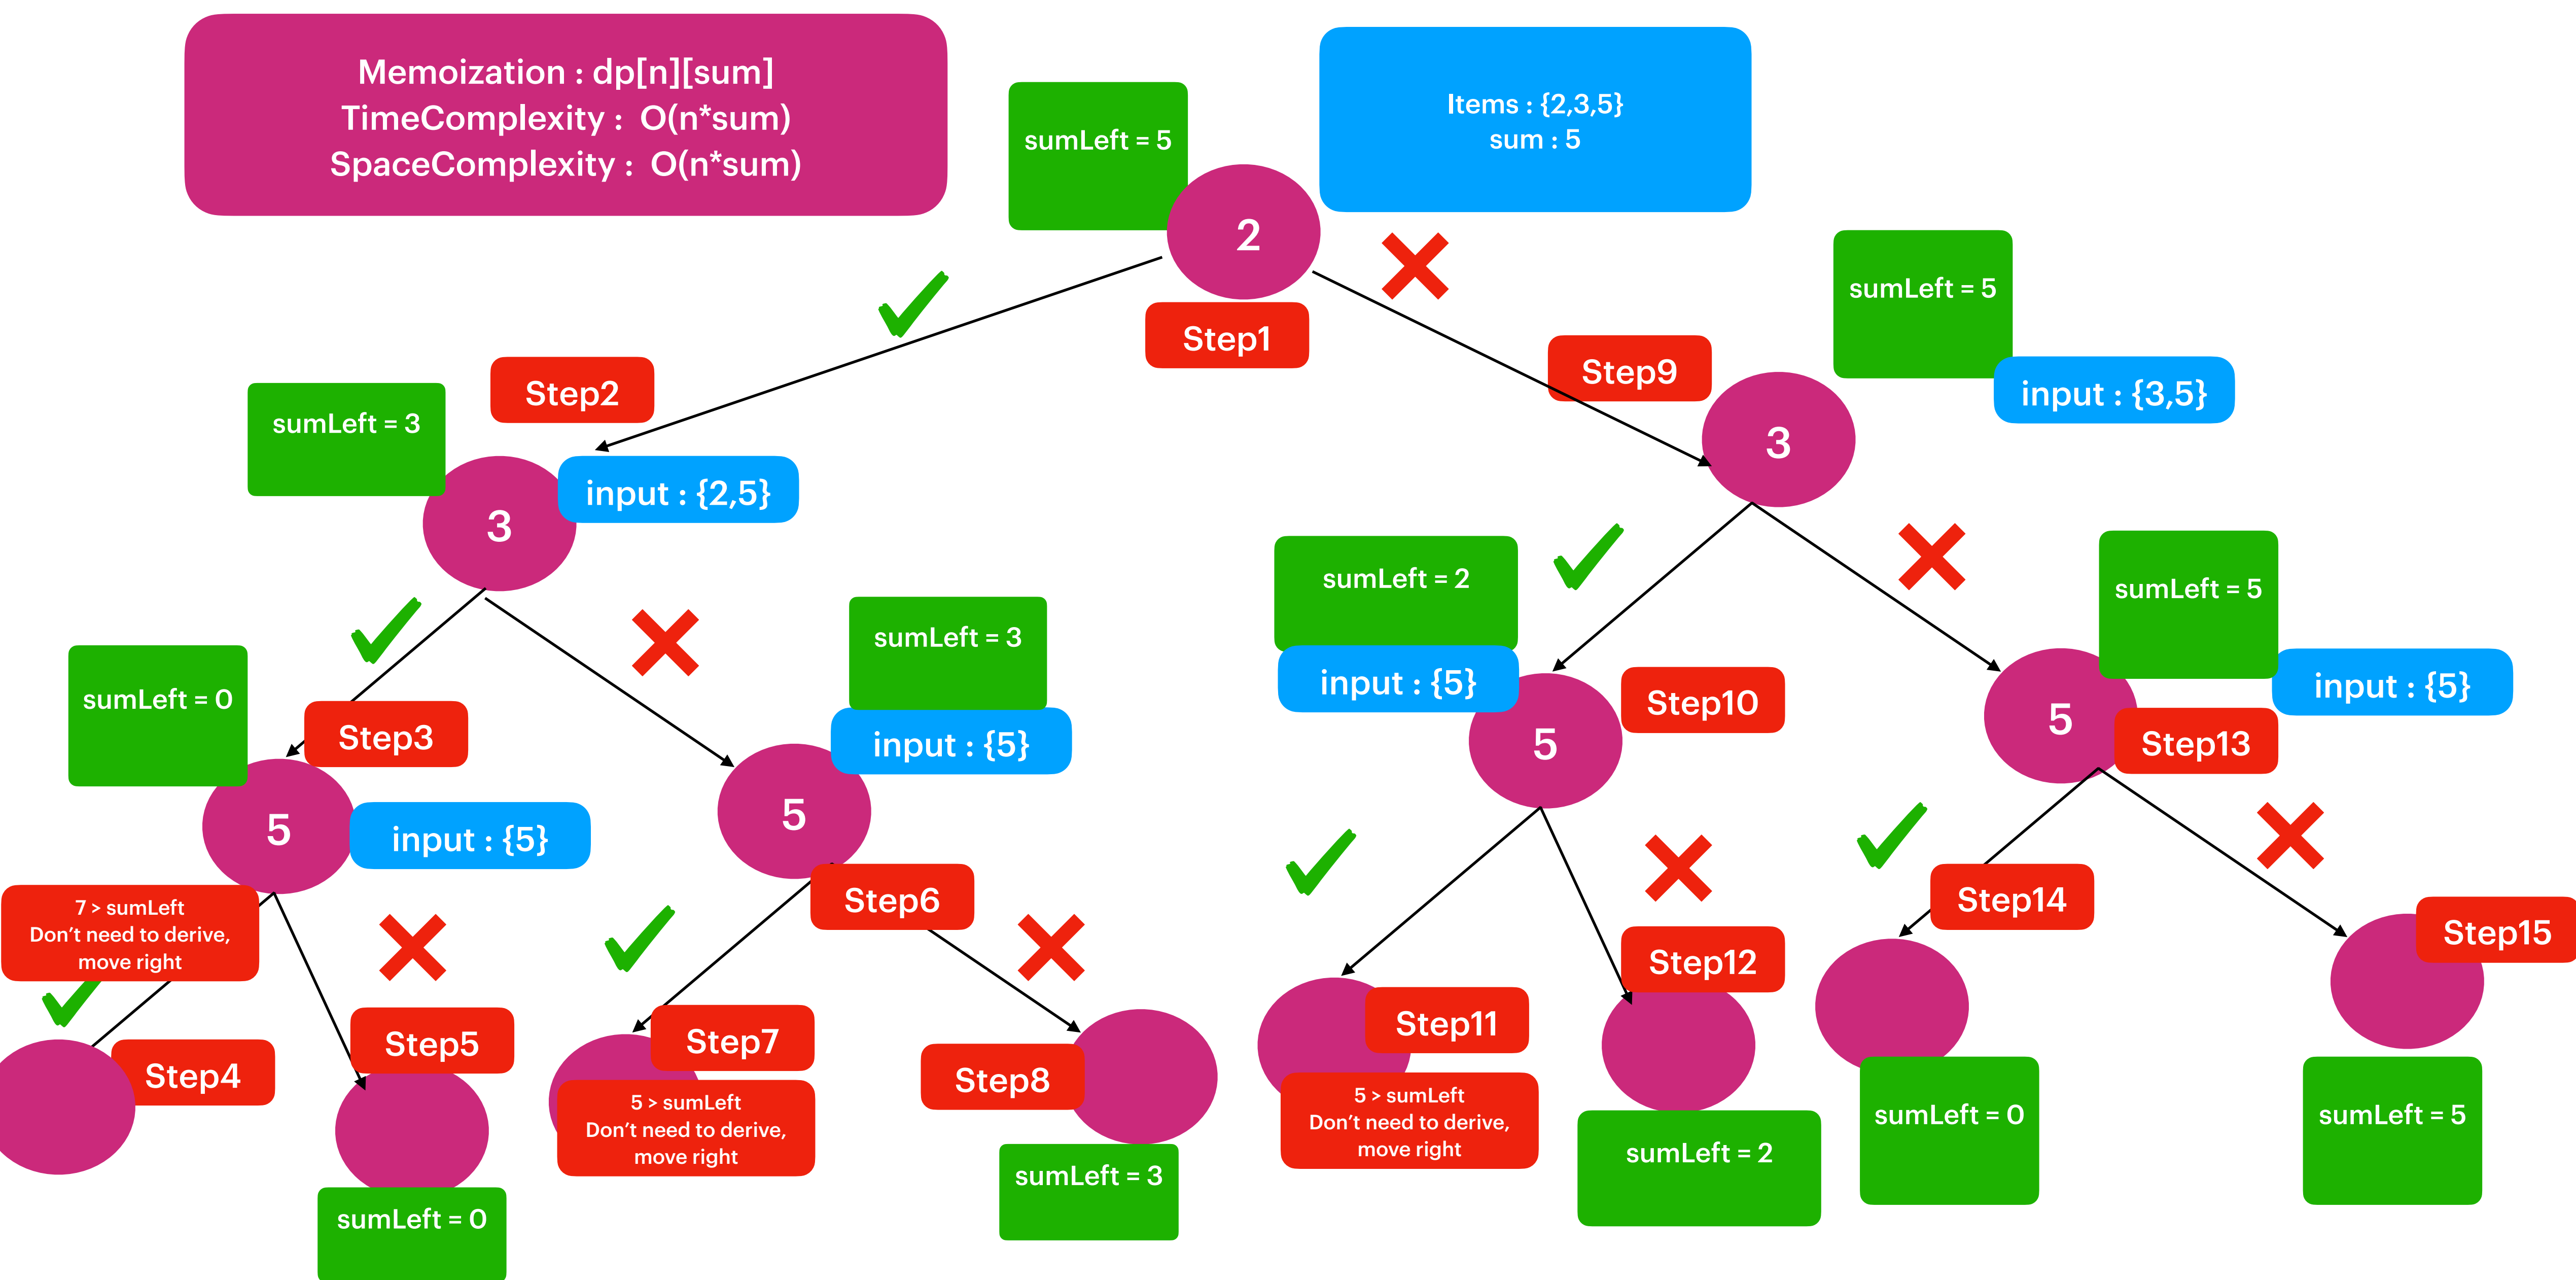 Memoization : dp[n][sum]
TimeComplexity :  O(n*sum)
SpaceComplexity :  O(n*sum)
Items : {2,3,5}
sum : 5
sumLeft = 5
2
Step1
sumLeft = 5
Step9
input : {3,5}
3
Step2
sumLeft = 3
input : {2,5}
3
sumLeft = 2
sumLeft = 5
sumLeft = 3
input : {5}
input : {5}
sumLeft = 0
Step10
5
Step3
input : {5}
5
Step13
5
5
input : {5}
5
7 > sumLeft
Don't need to derive,
move right
Step6
Step14
Step15
Step12
Step5
Step7
Step11
Step4
Step8
5 > sumLeft
Don't need to derive,
move right
5 > sumLeft
Don't need to derive,
move right
sumLeft = 0
sumLeft = 5
sumLeft = 2
sumLeft = 3
sumLeft = 0